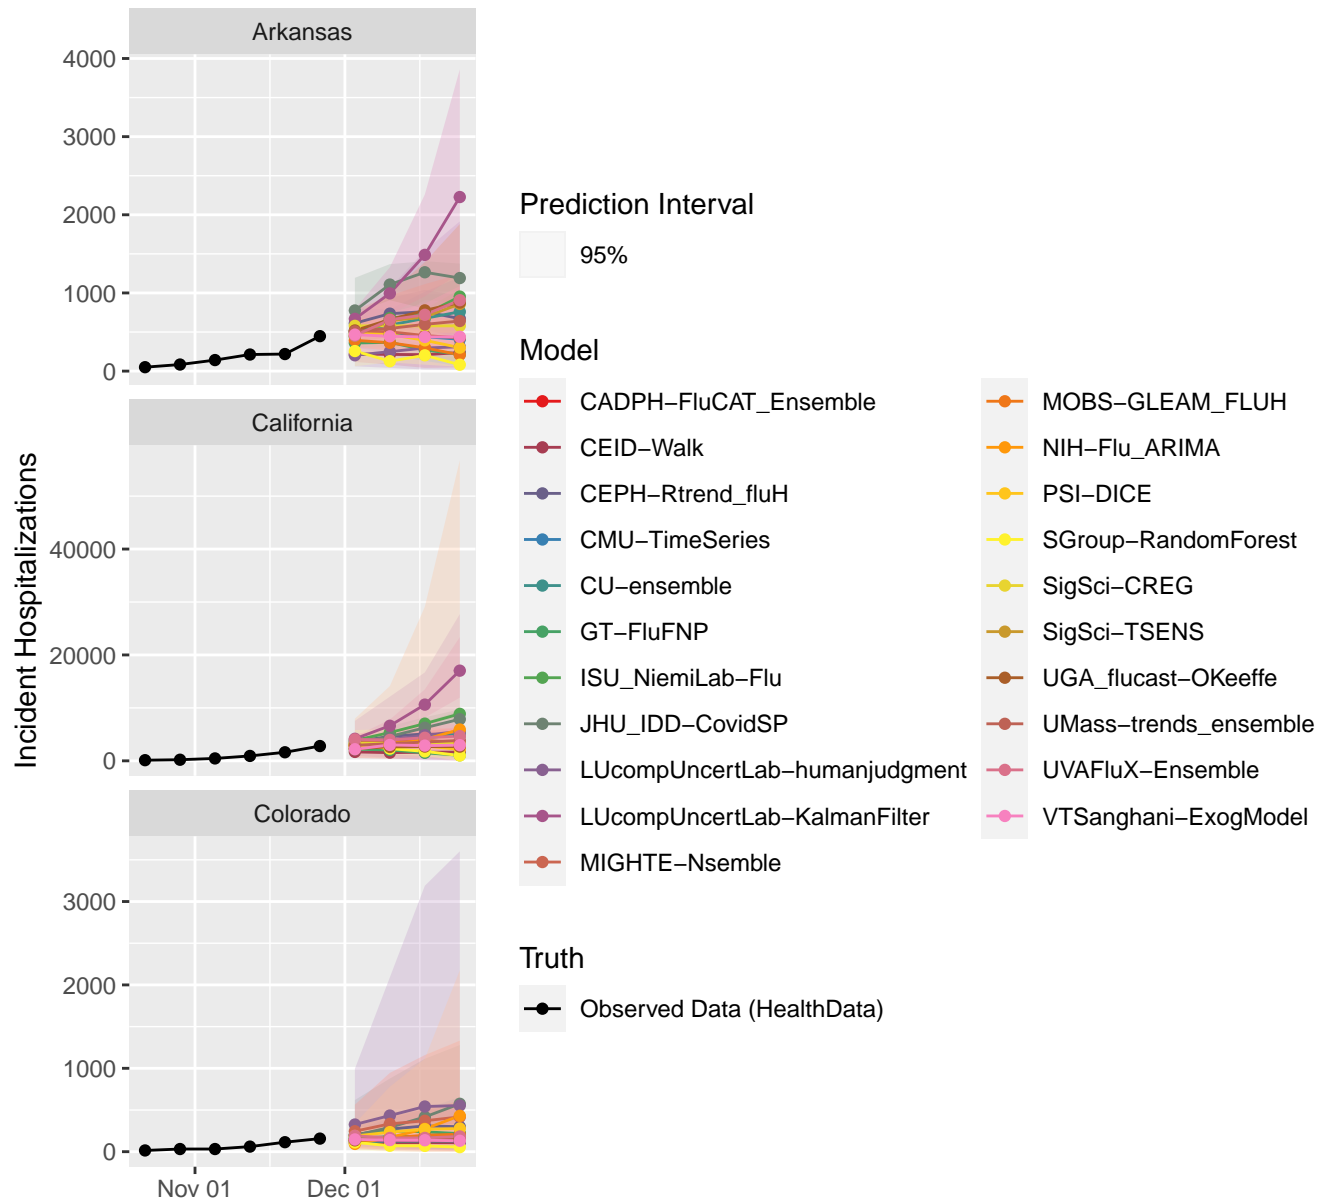 Arkansas
4000
3000
2000
1000
0
California
40000
20000
0
Colorado
3000
2000
1000
0
Nov 01
Dec 01
Incident Hospitalizations
Prediction Interval
95%
Model
CADPH−FluCAT_Ensemble
CEID−Walk
CEPH−Rtrend_fluH
CMU−TimeSeries
CU−ensemble
GT−FluFNP
ISU_NiemiLab−Flu
JHU_IDD−CovidSP
LUcompUncertLab−humanjudgment
LUcompUncertLab−KalmanFilter
MIGHTE−Nsemble
MOBS−GLEAM_FLUH
NIH−Flu_ARIMA
PSI−DICE
SGroup−RandomForest
SigSci−CREG
SigSci−TSENS
UGA_flucast−OKeeffe
UMass−trends_ensemble
UVAFluX−Ensemble
VTSanghani−ExogModel
Truth
Observed Data (HealthData)